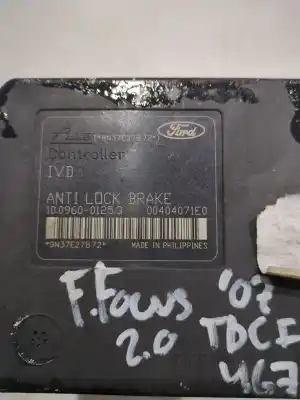 *9N37E27B72*
Ford
Controller
IVD
ANTI LOCK BRAKE
10.0960-0125.3 00404071E0
*9N37E27B72* MADE IN PHILIPPINES
F.Focus '07
2.0 TDCI
467